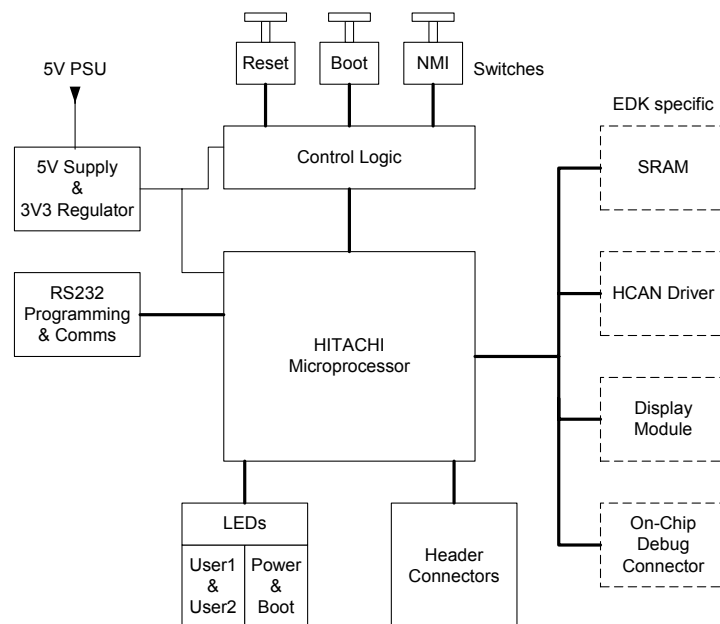 Reset
Boot
NMI
Switches
5V PSU
EDK specific
5V Supply
&
3V3 Regulator
Control Logic
SRAM
RS232
Programming
& Comms
HITACHI
Microprocessor
HCAN Driver
Display
Module
LEDs
User1
&
User2
Power
&
Boot
Header
Connectors
On-Chip
Debug
Connector